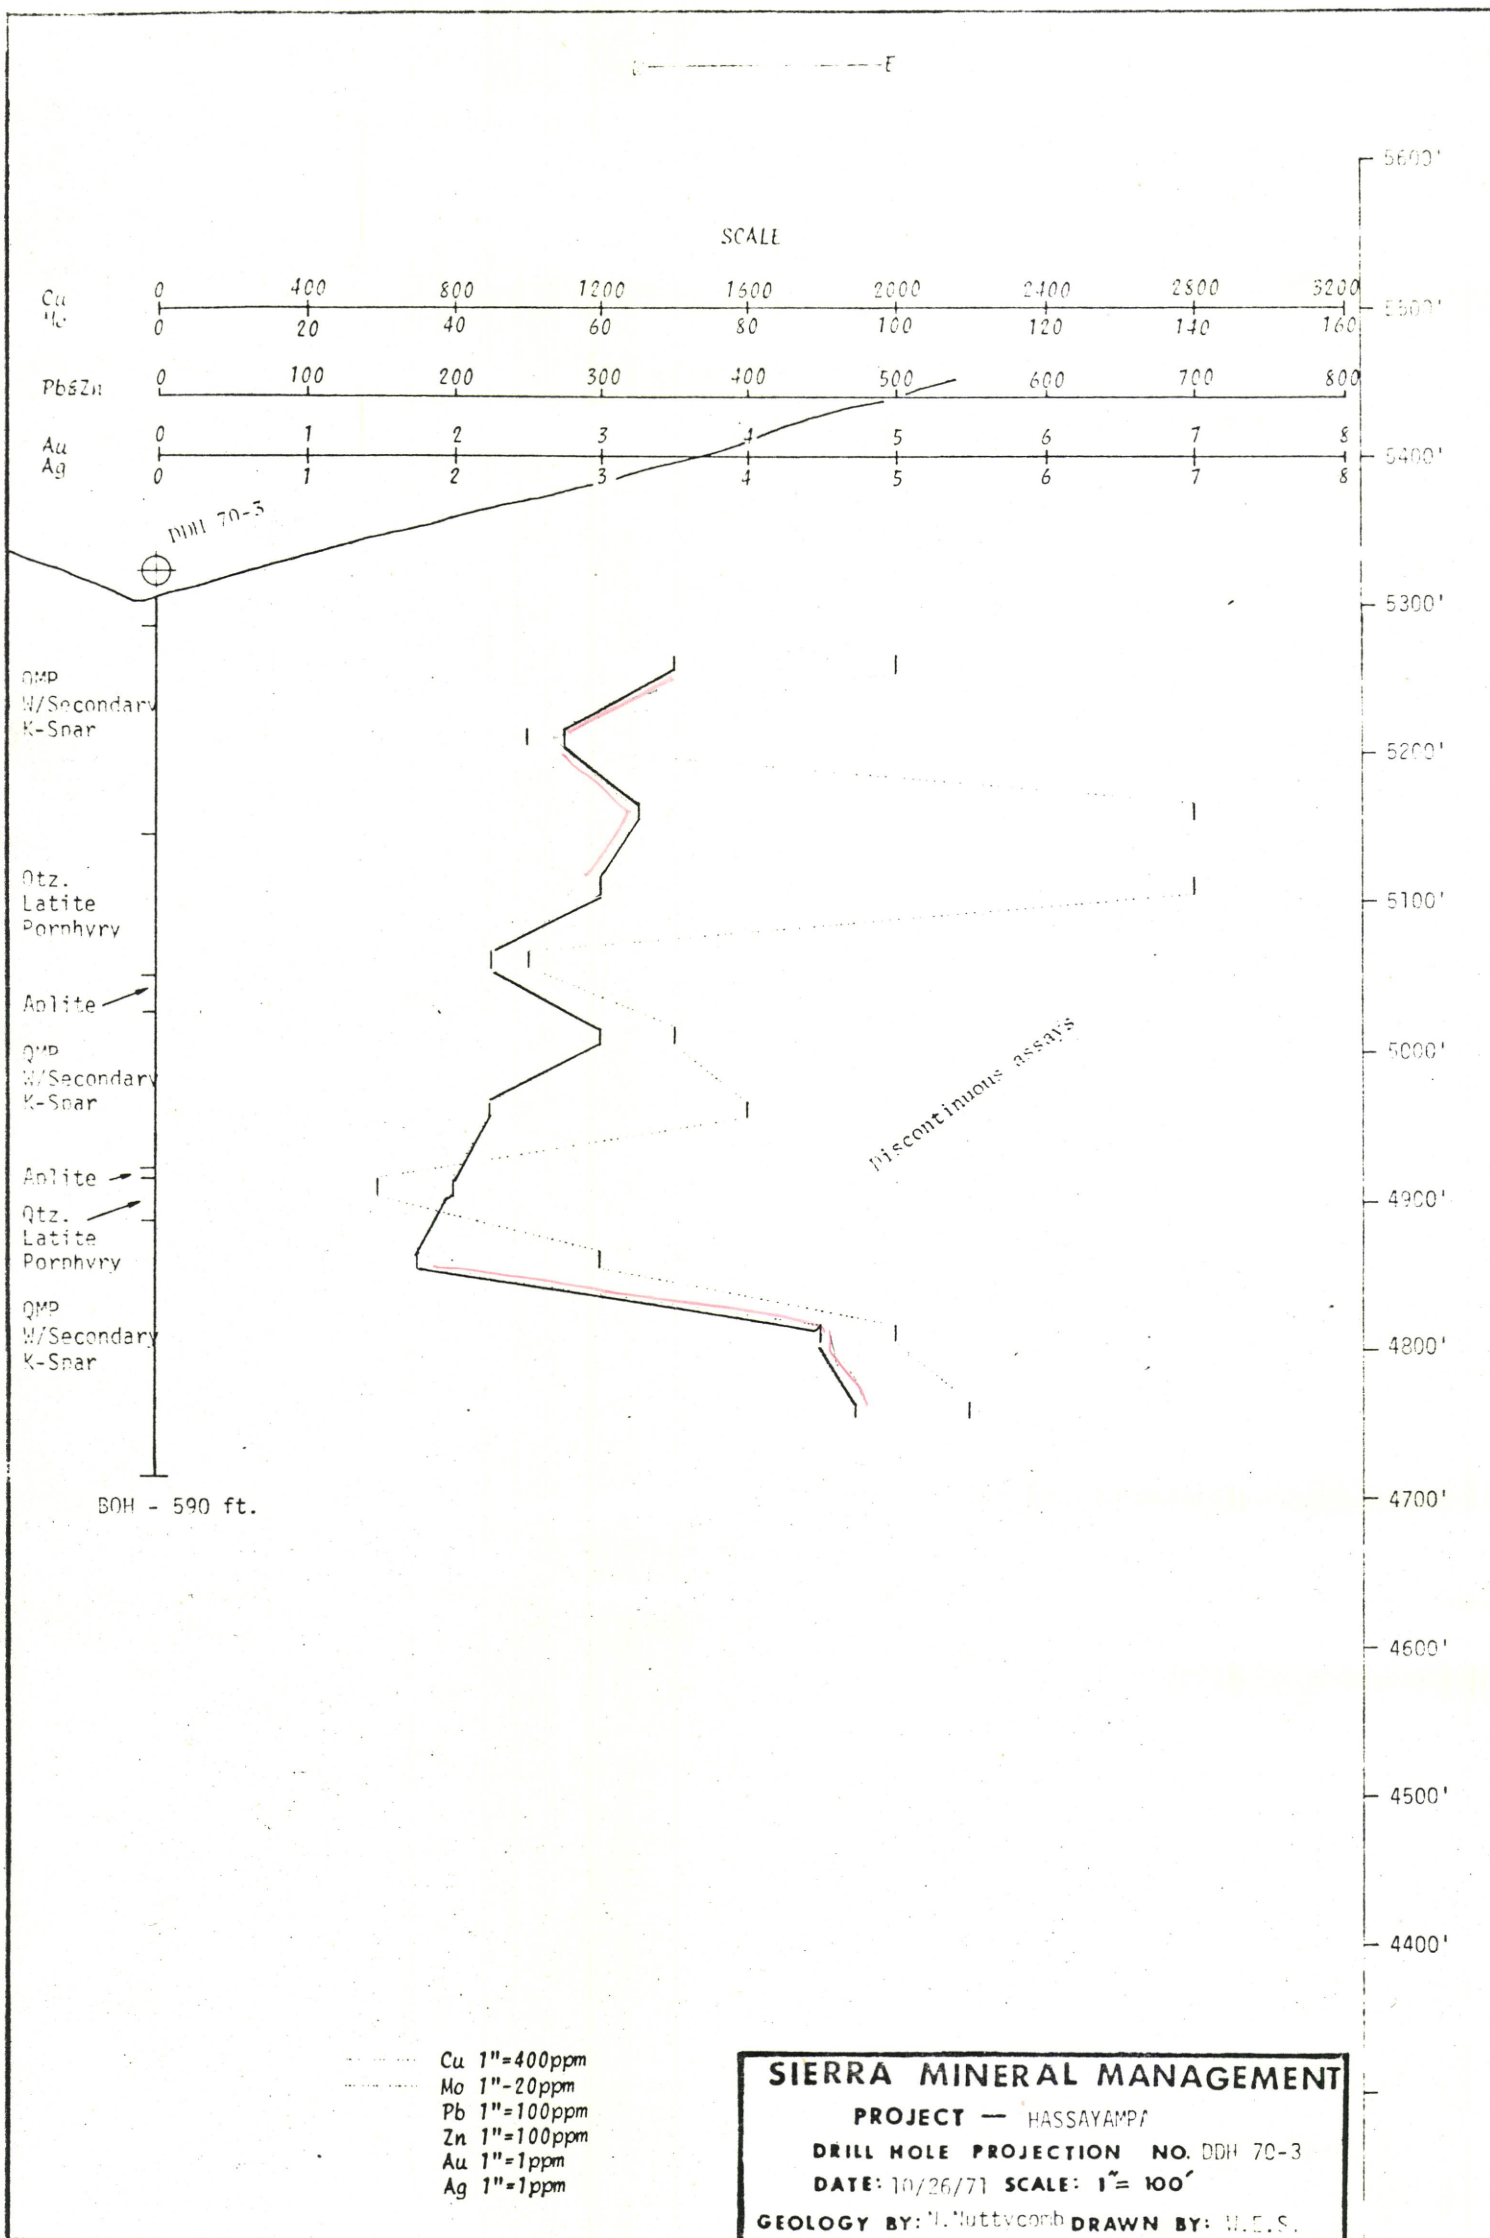 E
5600'
SCALE
Cu 0 400 800 1200 1600 2000 2400 2800 3200
0 20 40 60 80 100 120 140 160
Pb&Zn 0 100 200 300 400 500 600 700 800
Au 0 1 2 3 4 5 6 7 8
5400'
Ag 0 1 2 3 4 5 6 7 8
DDH 70-3
5300'
QMP
W/Secondary
K-Spar
5200'
Qtz.
Latite
Porphyry
5100'
Aplite
QMP
W/Secondary
K-Spar
5000'
Discontinuous assays
Aplite
Qtz.
Latite
Porphyry
4900'
QMP
W/Secondary
K-Spar
4800'
BOH - 590 ft.
4700'
4600'
4500'
4400'
Cu 1"=400ppm
Mo 1"-20ppm
Pb 1"=100ppm
Zn 1"=100ppm
Au 1"=1ppm
Ag 1"=1ppm
SIERRA MINERAL MANAGEMENT
PROJECT — HASSAYAMPA
DRILL HOLE PROJECTION NO. DDH 70-3
DATE: 10/26/71 SCALE: 1"= 100'
GEOLOGY BY: DRAWN BY: W.E.S.